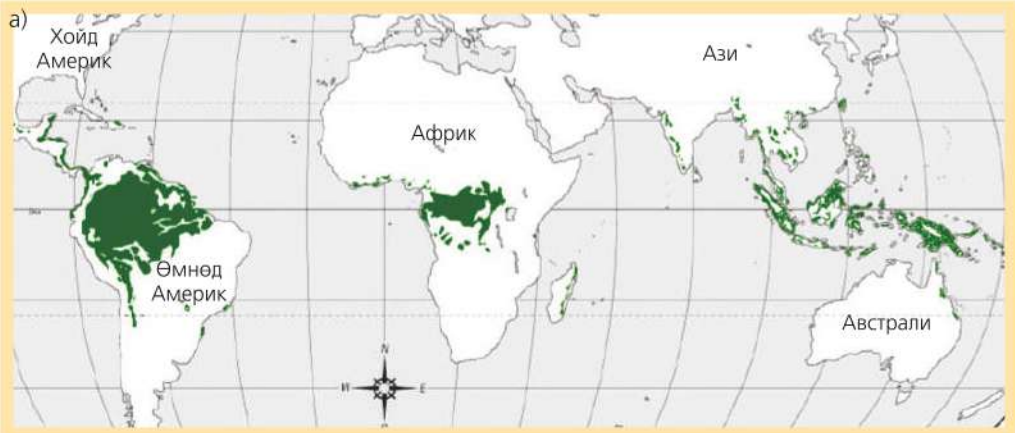 а)
Хойд
Америк
Ази
Африк
Өмнөд
Америк
Австрали
N
E